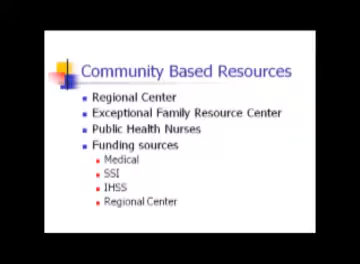 Community Based Resources
Regional Center
Exceptional Family Resource Center
Public Health Nurses
Funding sources
Medical
SSI
IHSS
Regional Center